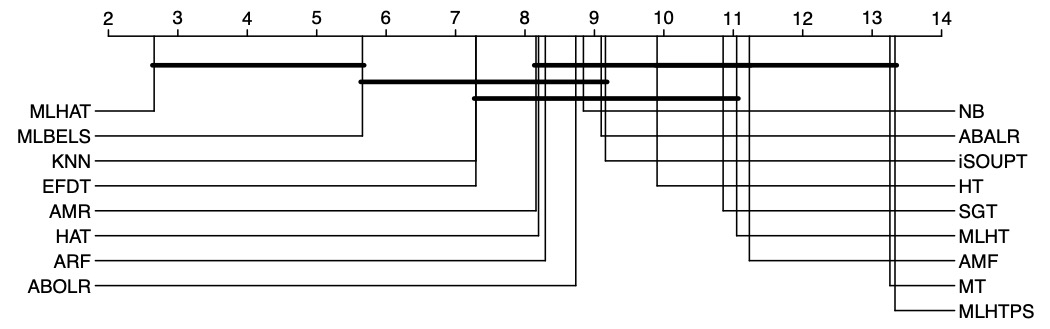 2 3 4 5 6 7 8 9 10 11 12 13 14
MLHAT NB
MLBELS ABALR
KNN iSOUPT
EFDT HT
AMR SGT
HAT MLHT
ARF AMF
ABOLR MT
MLHTPS